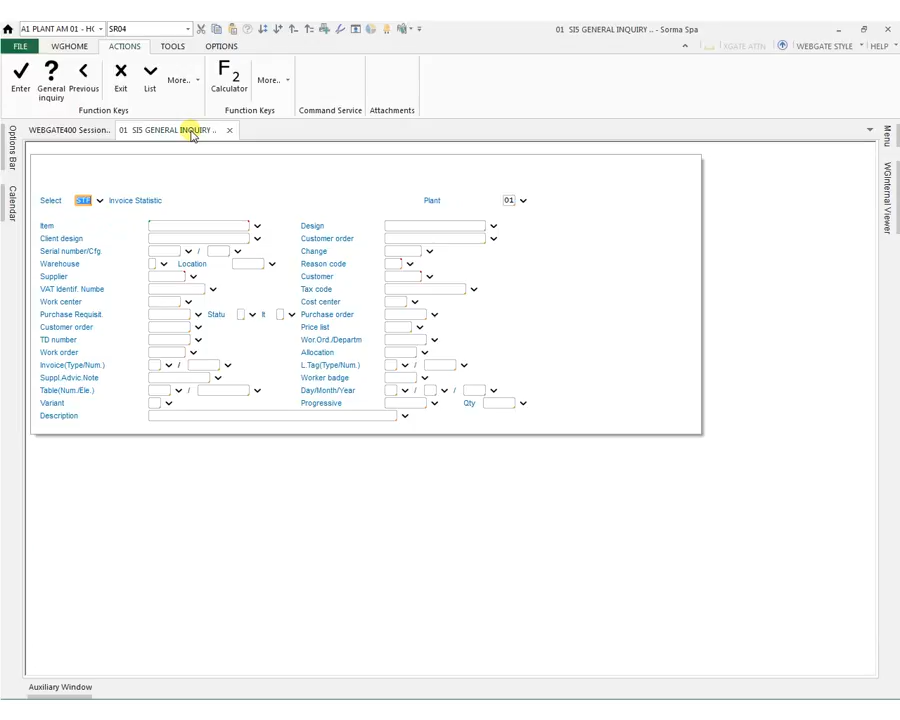 A1 PLANT AM 01 - HC SR04 01 SI5 GENERAL INQUIRY .. - Sorma Spa
FILE WGHOME ACTIONS TOOLS OPTIONS XGATE ATTN WEBGATE STYLE HELP
Enter General inquiry Previous Exit List More.. F2 Calculator More..
Function Keys Function Keys Command Service Attachments
WEBGATE400 Session.. 01 SI5 GENERAL INQUIRY ..
Options Bar
Calendar
Menu
WGInternal Viewer
Select STF Invoice Statistic Plant 01
Item Design
Client design Customer order
Serial number/Cfg. / Change
Warehouse Location Reason code
Supplier Customer
VAT Identif. Numbe Tax code
Work center Cost center
Purchase Requisit Statu It Purchase order
Customer order Price list
TD number Wor.Ord./Departm
Work order Allocation
Invoice(Type/Num.) / L.Tag(Type/Num.) /
Suppl.Advic.Note Worker badge
Table(Num./Ele.) / Day/Month/Year / /
Variant Progressive Qty
Description
Auxiliary Window